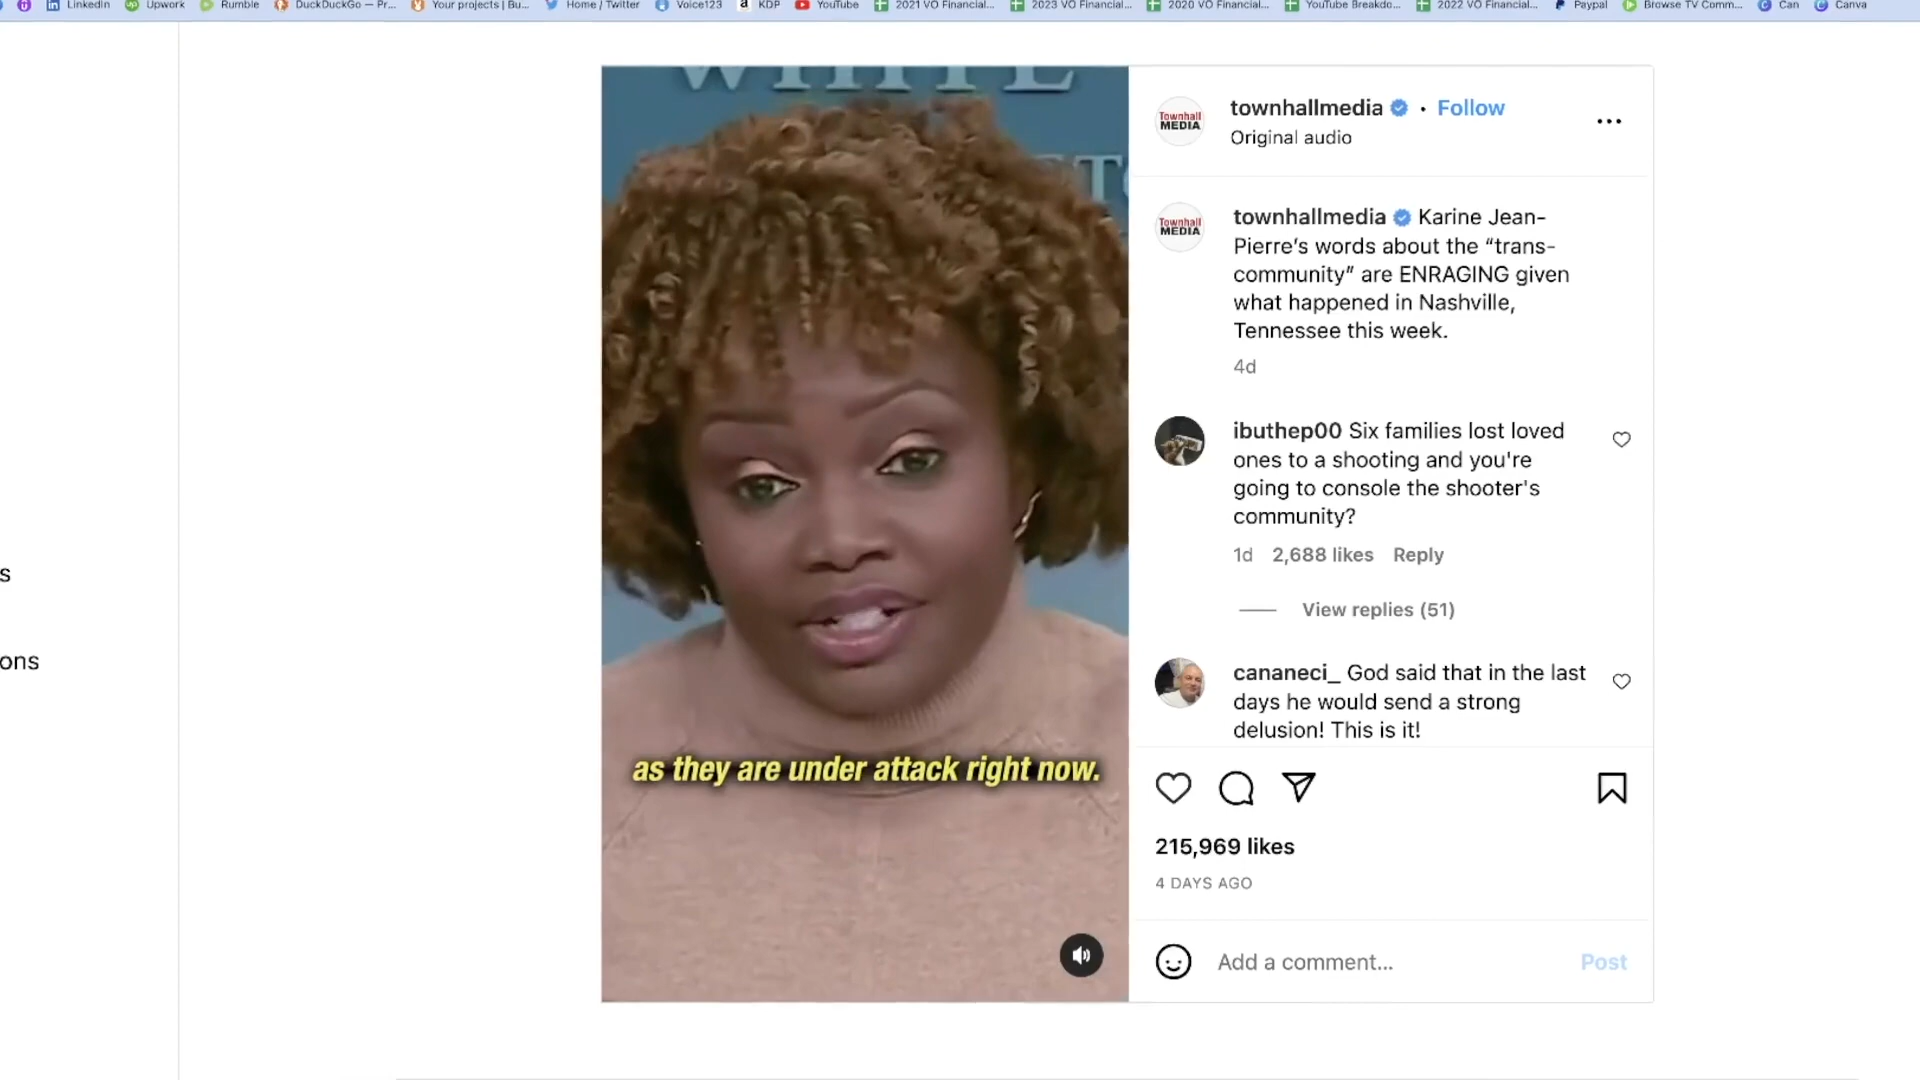 LinkedIn
Upwork
Rumble
DuckDuckGo — Pr...
Your projects | Bu...
Home / Twitter
Voice123
KDP
YouTube
2021 VO Financial...
2023 VO Financial...
2020 VO Financial...
YouTube Breakdo...
2022 VO Financial...
Paypal
Browse TV Comm...
Can
Canva
WHITE
s
ons
as they are under attack right now.
Townhall
MEDIA
townhallmedia • Follow
Original audio
Townhall
MEDIA
townhallmedia Karine Jean-
Pierre's words about the “trans-
community” are ENRAGING given
what happened in Nashville,
Tennessee this week.
4d
ibuthep00 Six families lost loved
ones to a shooting and you're
going to console the shooter's
community?
1d 2,688 likes Reply
View replies (51)
cananeci_ God said that in the last
days he would send a strong
delusion! This is it!
215,969 likes
4 DAYS AGO
Add a comment... Post